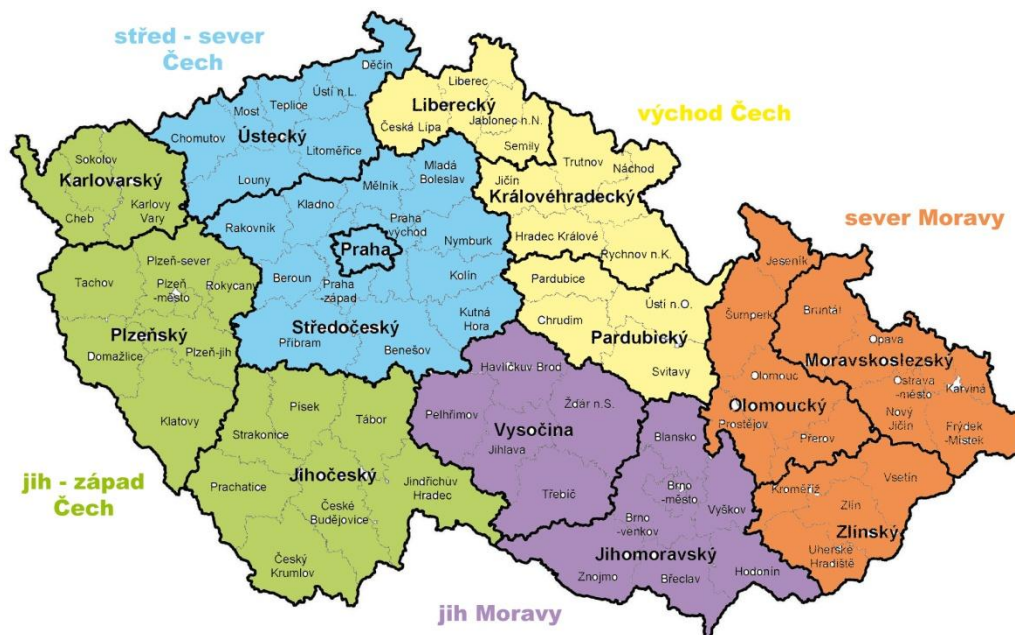 střed - sever
Čech
Děčín
Ústí n.L.
Teplice
Most
Chomutov
Ústecký
Litoměřice
Louny
Liberec
Liberecký
Česká Lípa
Jablonec n.N.
Semily
východ Čech
Trutnov
Náchod
Jičín
Královéhradecký
Hradec Králové
Rychnov n.K.
Sokolov
Karlovarský
Cheb
Karlovy
Vary
Mladá
Boleslav
Mělník
Kladno
Rakovník
Praha
východ
Praha
Nymburk
Beroun
Praha
-západ
Kolín
Středočeský
Kutná
Hora
Příbram
Benešov
Plzeň-sever
Tachov
Plzeň
-město
Rokycany
Plzeňský
Domažlice
Plzeň-jih
Klatovy
Pardubice
Ústí n.O.
Chrudim
Pardubický
Svitavy
sever Moravy
Jeseník
Šumperk
Bruntál
Opava
Moravskoslezský
Olomouc
Ostrava
-město
Karviná
Olomoucký
Prostějov
Nový
Jičín
Frýdek
-Místek
Přerov
Havlíčkuv Brod
Pelhřimov
Žďár n.S.
Vysočina
Jihlava
Třebíč
Písek
Tábor
Strakonice
Jihočeský
Prachatice
Jindřichův
Hradec
České
Budějovice
Český
Krumlov
jih - západ
Čech
Blansko
Brno
-město
Brno
-venkov
Vyškov
Jihomoravský
Znojmo
Břeclav
Hodonín
Vsetín
Kroměříž
Zlín
Zlínský
Uherské
Hradiště
jih Moravy